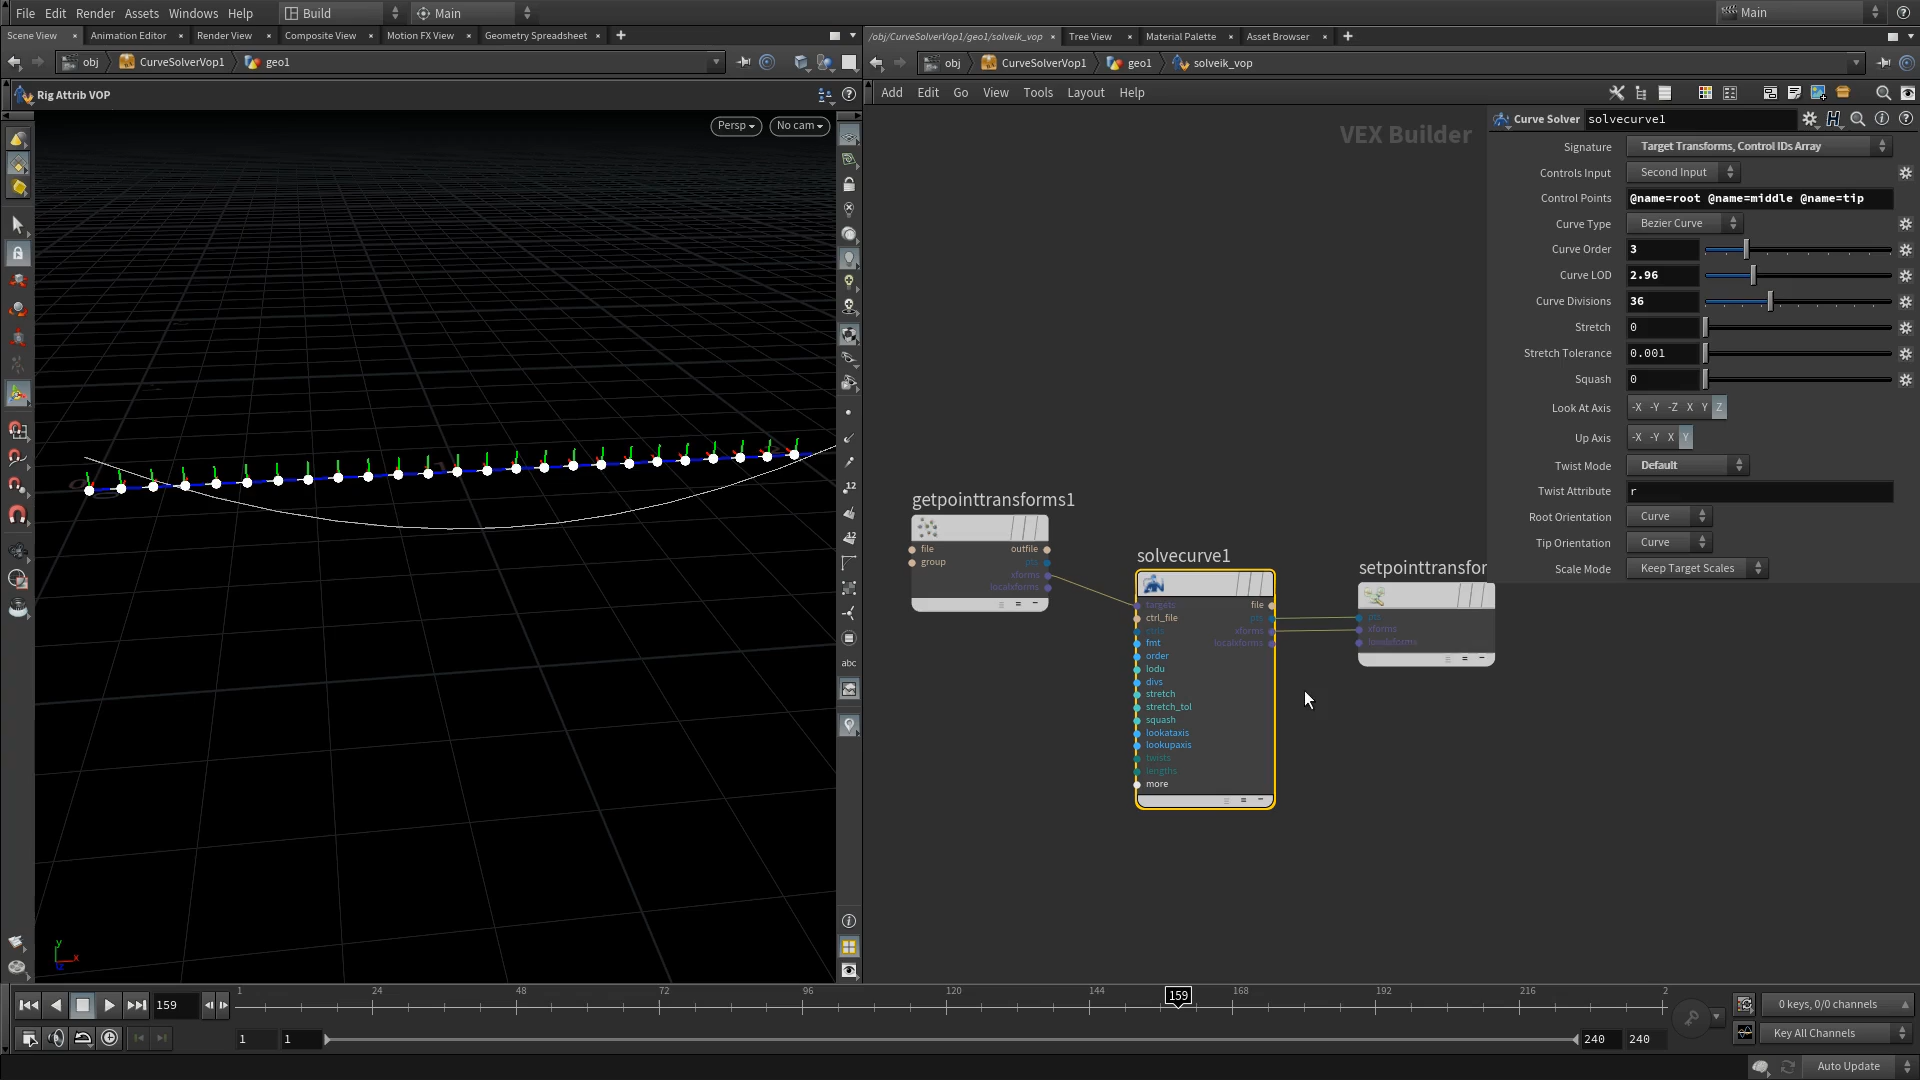 File Edit Render Assets Windows Help Build Main Main
Scene View Animation Editor Render View Composite View Motion FX View Geometry Spreadsheet
/obj/CurveSolverVop1/geo1/solveik_vop Tree View Material Palette Asset Browser
obj CurveSolverVop1 geo1
obj CurveSolverVop1 geo1 solveik_vop
Rig Attrib VOP
Add Edit Go View Tools Layout Help
Persp No cam
VEX Builder
Curve Solver solvecurve1
Signature Target Transforms, Control IDs Array
Controls Input Second Input
Control Points @name=root @name=middle @name=tip
Curve Type Bezier Curve
Curve Order 3
Curve LOD 2.96
Curve Divisions 36
Stretch 0
Stretch Tolerance 0.001
Squash 0
Look At Axis -X -Y -Z X Y Z
Up Axis -X -Y X Y
Twist Mode Default
Twist Attribute r
Root Orientation Curve
Tip Orientation Curve
Scale Mode Keep Target Scales
getpointtransforms1
file outfile
group pts
xforms
localxforms
solvecurve1
targets file
ctrl_file pts
xforms
fmt localxforms
order
lodu
divs
stretch
stretch_tol
squash
lookataxis
lookupaxis
twists
lengths
more
setpointtransfor
pts
xforms
localxforms
12
12
abc
y
x
159 1 24 48 72 96 120 144 159 168 192 216 2
0 keys, 0/0 channels
1 1 240 240
Key All Channels
Auto Update